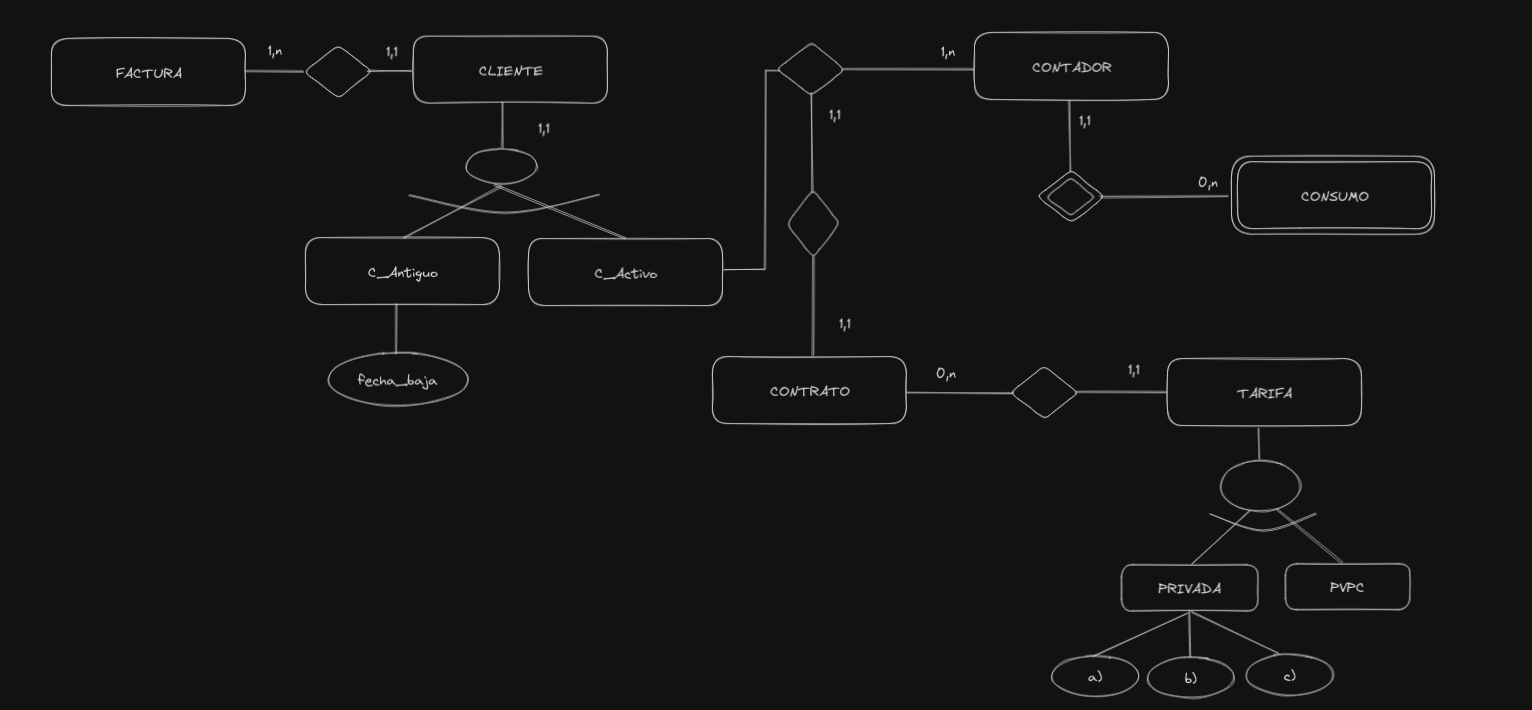 FACTURA
1,n
1,1
CLIENTE
1,n
CONTADOR
1,1
1,1
1,1
0,n
CONSUMO
C_Antiguo
C_Activo
1,1
fecha_baja
CONTRATO
0,n
1,1
TARIFA
PRIVADA
PVPC
a)
b)
c)